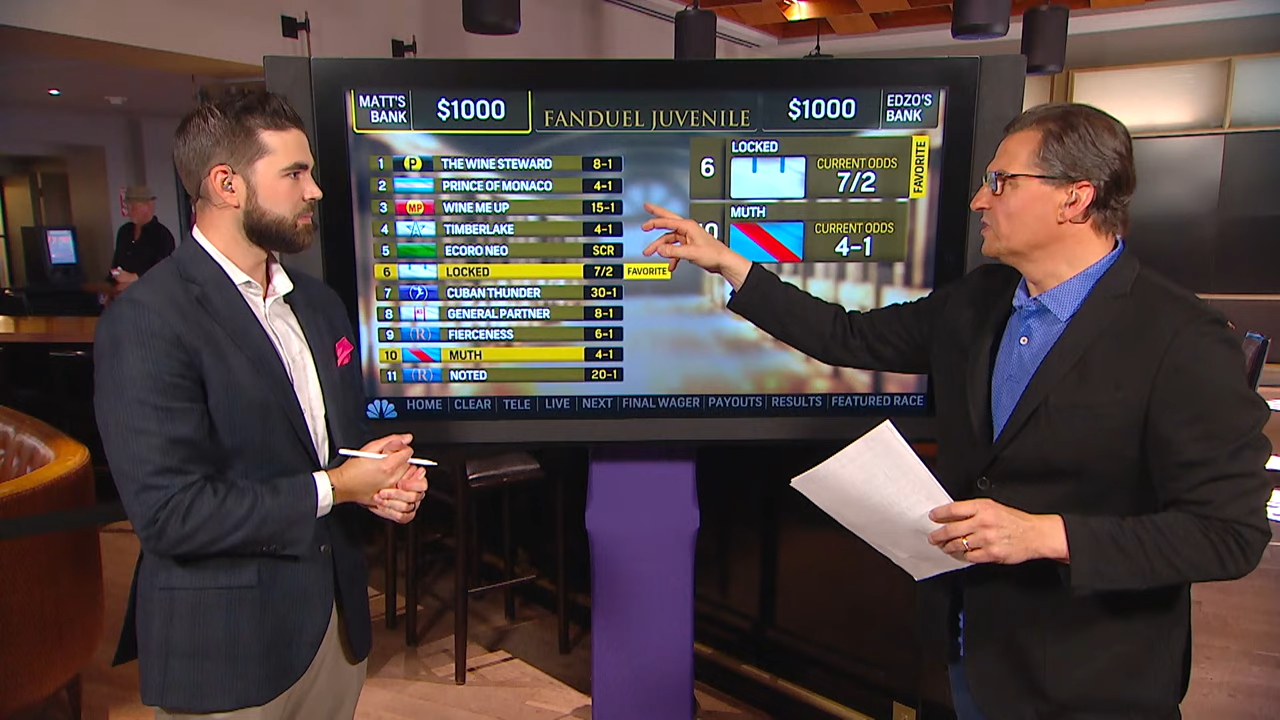 MATT'S BANK $1000
FANDUEL JUVENILE
$1000 EDZO'S BANK
1 P THE WINE STEWARD 8-1
2 PRINCE OF MONACO 4-1
3 MP WINE ME UP 15-1
4 TIMBERLAKE 4-1
5 ECORO NEO SCR
6 LOCKED 7/2 FAVORITE
7 CUBAN THUNDER 30-1
8 GENERAL PARTNER 8-1
9 (R) FIERCENESS 6-1
10 MUTH 4-1
11 (R) NOTED 20-1
6 LOCKED CURRENT ODDS 7/2 FAVORITE
MUTH CURRENT ODDS 4-1
HOME | CLEAR | TELE | LIVE | NEXT | FINAL WAGER | PAYOUTS | RESULTS | FEATURED RACE